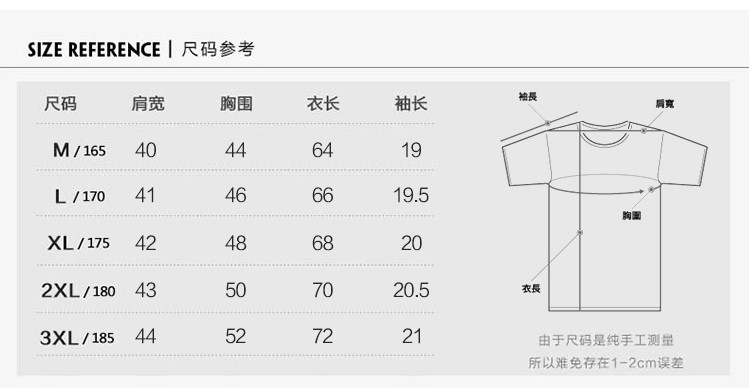 SIZE REFERENCE | 尺码参考
尺码 肩宽 胸围 衣长 袖长
M / 165 40 44 64 19
L / 170 41 46 66 19.5
XL / 175 42 48 68 20
2XL / 180 43 50 70 20.5
3XL / 185 44 52 72 21
袖長
肩寬
胸圍
衣長
由于尺码是纯手工测量
所以难免存在1-2cm误差